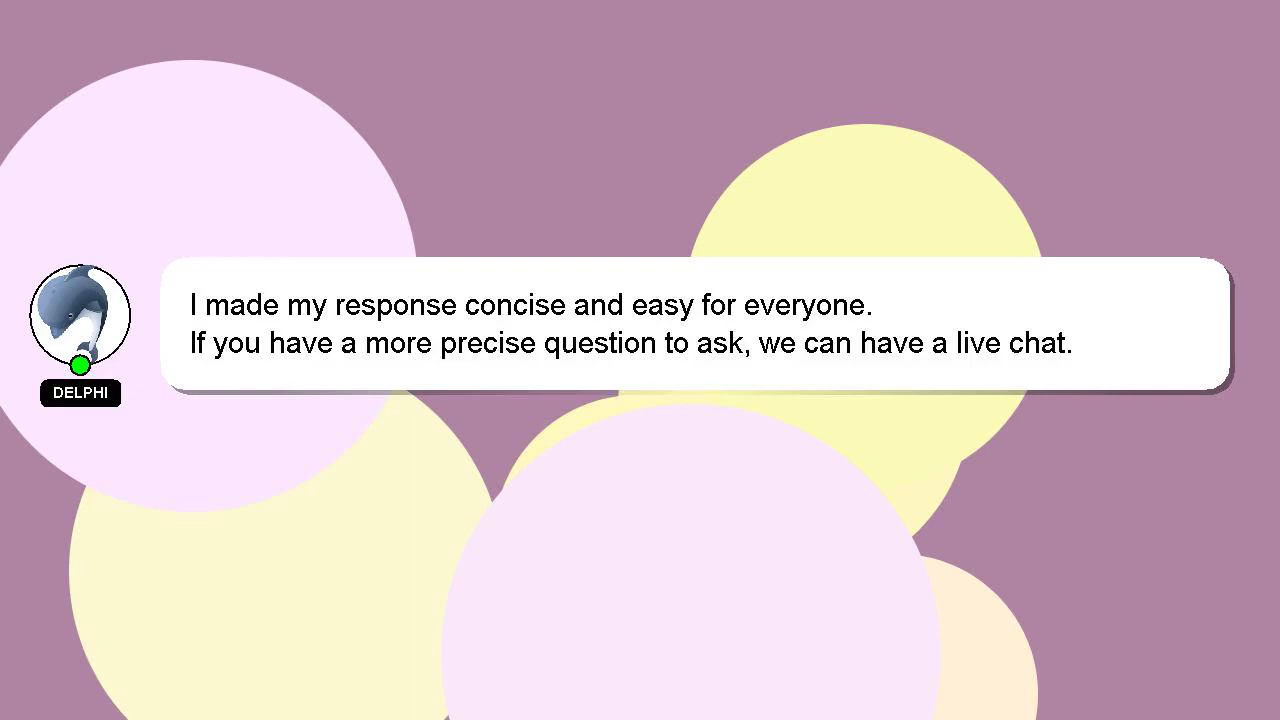 I made my response concise and easy for everyone.
If you have a more precise question to ask, we can have a live chat.
DELPHI